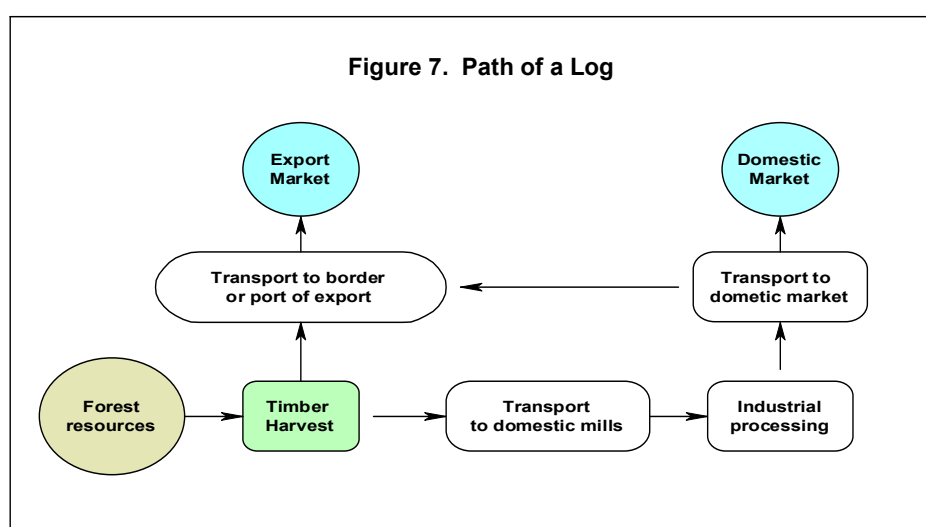 Figure 7.  Path of a Log
Export
Market
Domestic
Market
Transport to border
or port of export
Transport to
dometic market
Forest
resources
Timber
Harvest
Transport
to domestic mills
Industrial
processing